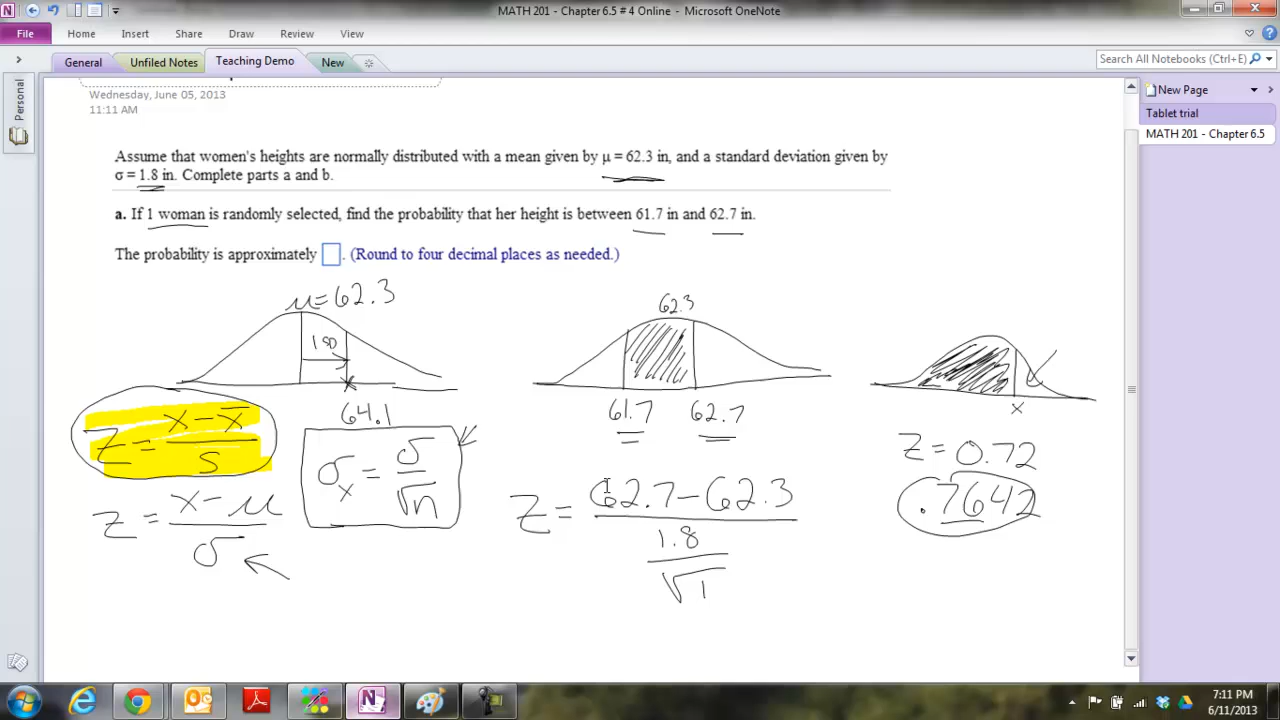 MATH 201 - Chapter 6.5 # 4 Online - Microsoft OneNote
File Home Insert Share Draw Review View
General Unfiled Notes Teaching Demo New
Search All Notebooks (Ctrl+E)
Personal
New Page
Tablet trial
MATH 201 - Chapter 6.5
Wednesday, June 05, 2013
11:11 AM
Assume that women's heights are normally distributed with a mean given by μ = 62.3 in, and a standard deviation given by
σ = 1.8 in. Complete parts a and b.
a. If 1 woman is randomly selected, find the probability that her height is between 61.7 in and 62.7 in.
The probability is approximately . (Round to four decimal places as needed.)
μ=62.3
1 SD
x
64.1
z = x - x̄ / s
σx = σ / √n
z = x - μ / σ
62.3
61.7 62.7
z = 62.7 - 62.3 / 1.8 / √1
x
z = 0.72
.7642
7:11 PM
6/11/2013